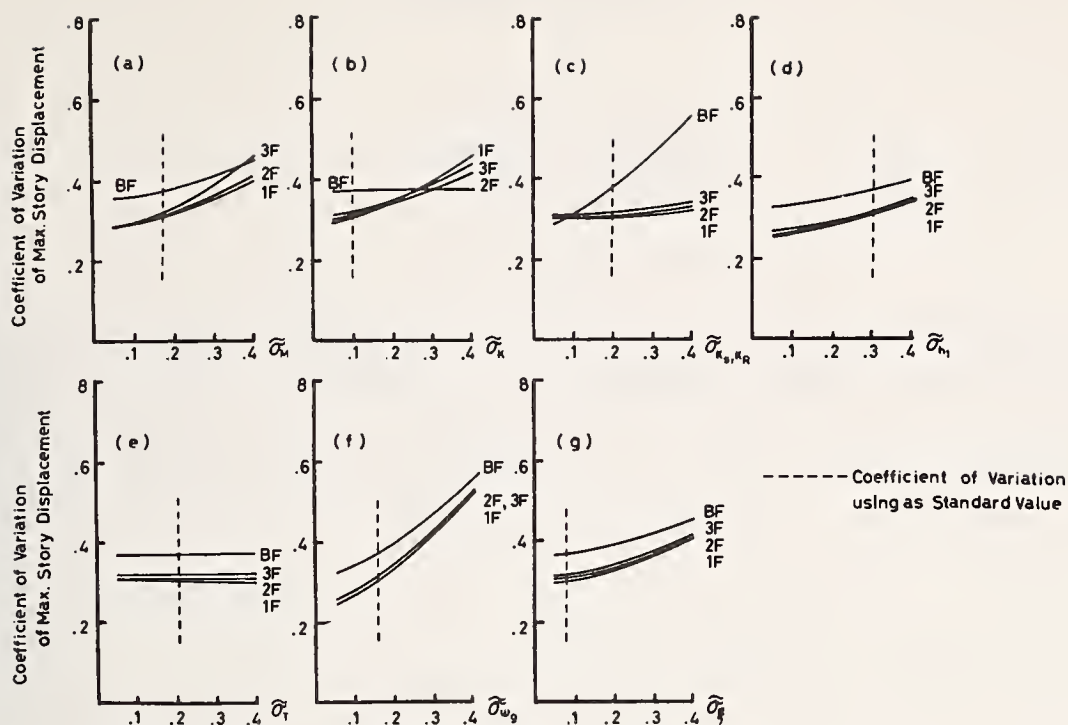 Coefficient of Variation
of Max. Story Displacement
.8
.6
.4
.2
(a)
BF
3F
2F
1F
.1 .2 .3 .4 σ̃M
.8
.6
.4
.2
(b)
BF
1F
3F
2F
.1 .2 .3 .4 σ̃K
.8
.6
.4
.2
(c)
BF
3F
2F
1F
.1 .2 .3 .4 σ̃KS,KR
.8
.6
.4
.2
(d)
BF
3F
2F
1F
.1 .2 .3 .4 σ̃h1
Coefficient of Variation
of Max. Story Displacement
.8
.6
.4
.2
(e)
BF
3F
2F
1F
.1 .2 .3 .4 σ̃T
8
.6
.4
.2
(f)
BF
2F, 3F
1F
.1 .2 .3 .4 σ̃ωg
8
.6
.4
.2
(g)
BF
3F
2F
1F
.1 .2 .3 .4
Coefficient of Variation
using as Standard Value